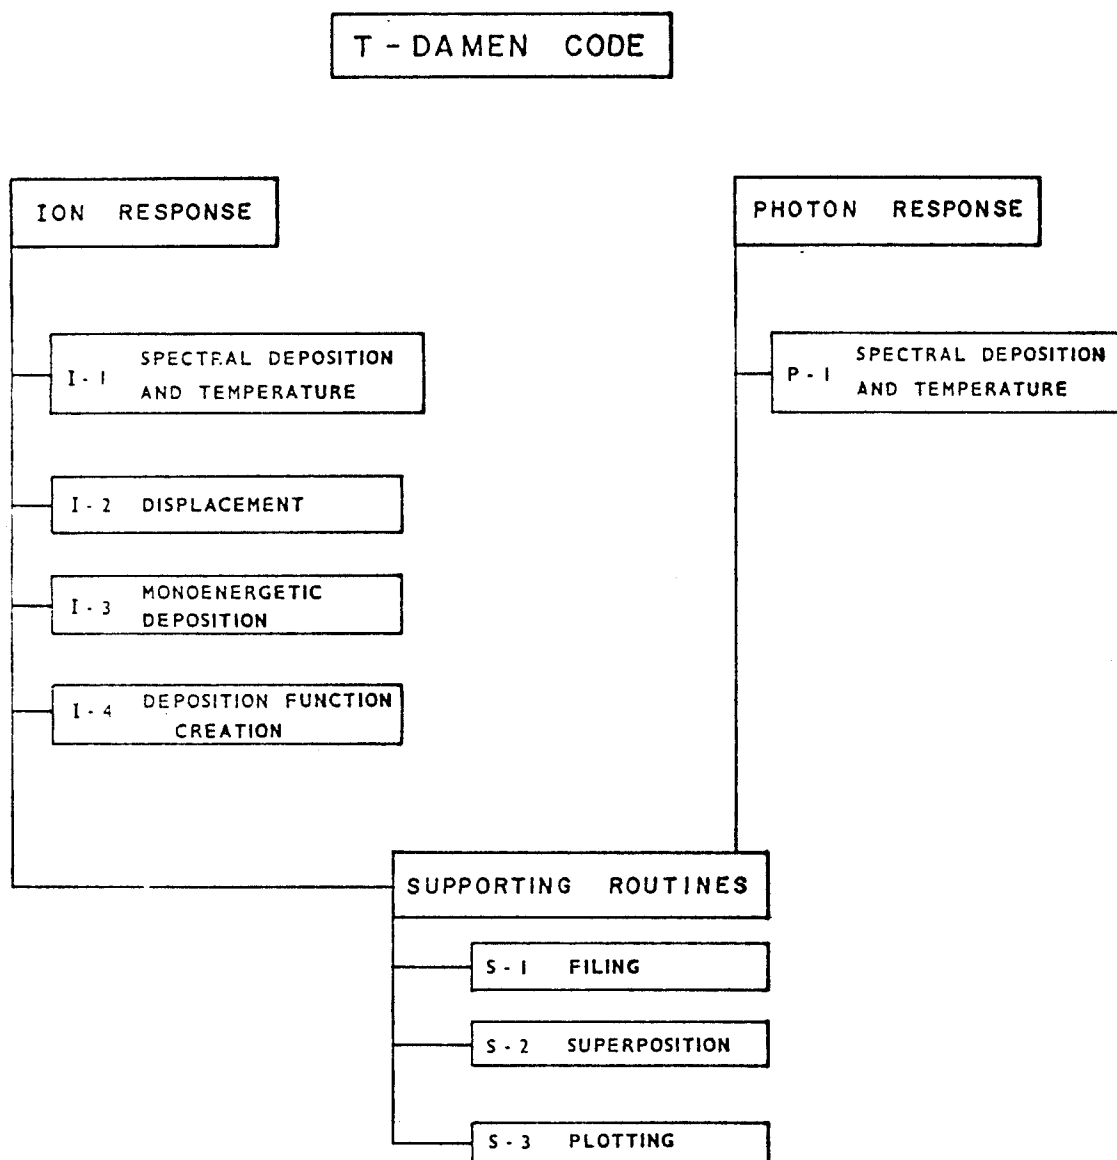 T - DAMEN CODE
ION RESPONSE
PHOTON RESPONSE
I - 1 SPECTRAL DEPOSITION
AND TEMPERATURE
P - 1 SPECTRAL DEPOSITION
AND TEMPERATURE
I - 2 DISPLACEMENT
I - 3 MONOENERGETIC
DEPOSITION
I - 4 DEPOSITION FUNCTION
CREATION
SUPPORTING ROUTINES
S - 1 FILING
S - 2 SUPERPOSITION
S - 3 PLOTTING